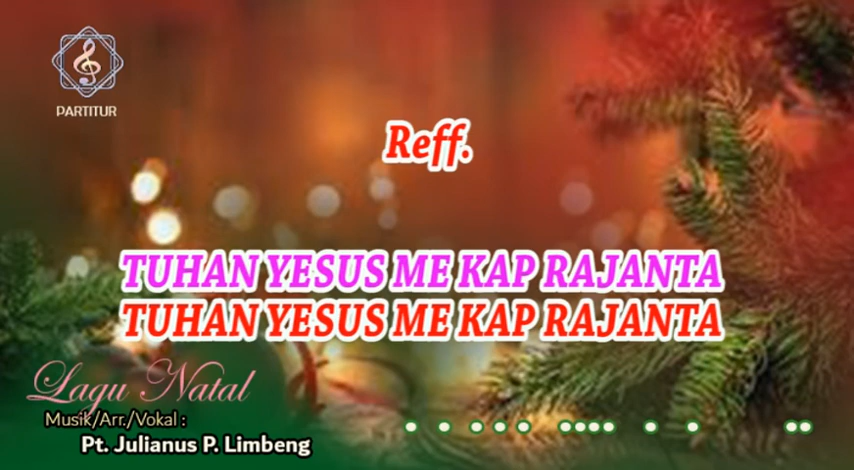 PARTITUR
Reff.
TUHAN YESUS ME KAP RAJANTA
TUHAN YESUS ME KAP RAJANTA
Lagu Natal
Musik/Arr./Vokal :
Pt. Julianus P. Limbeng